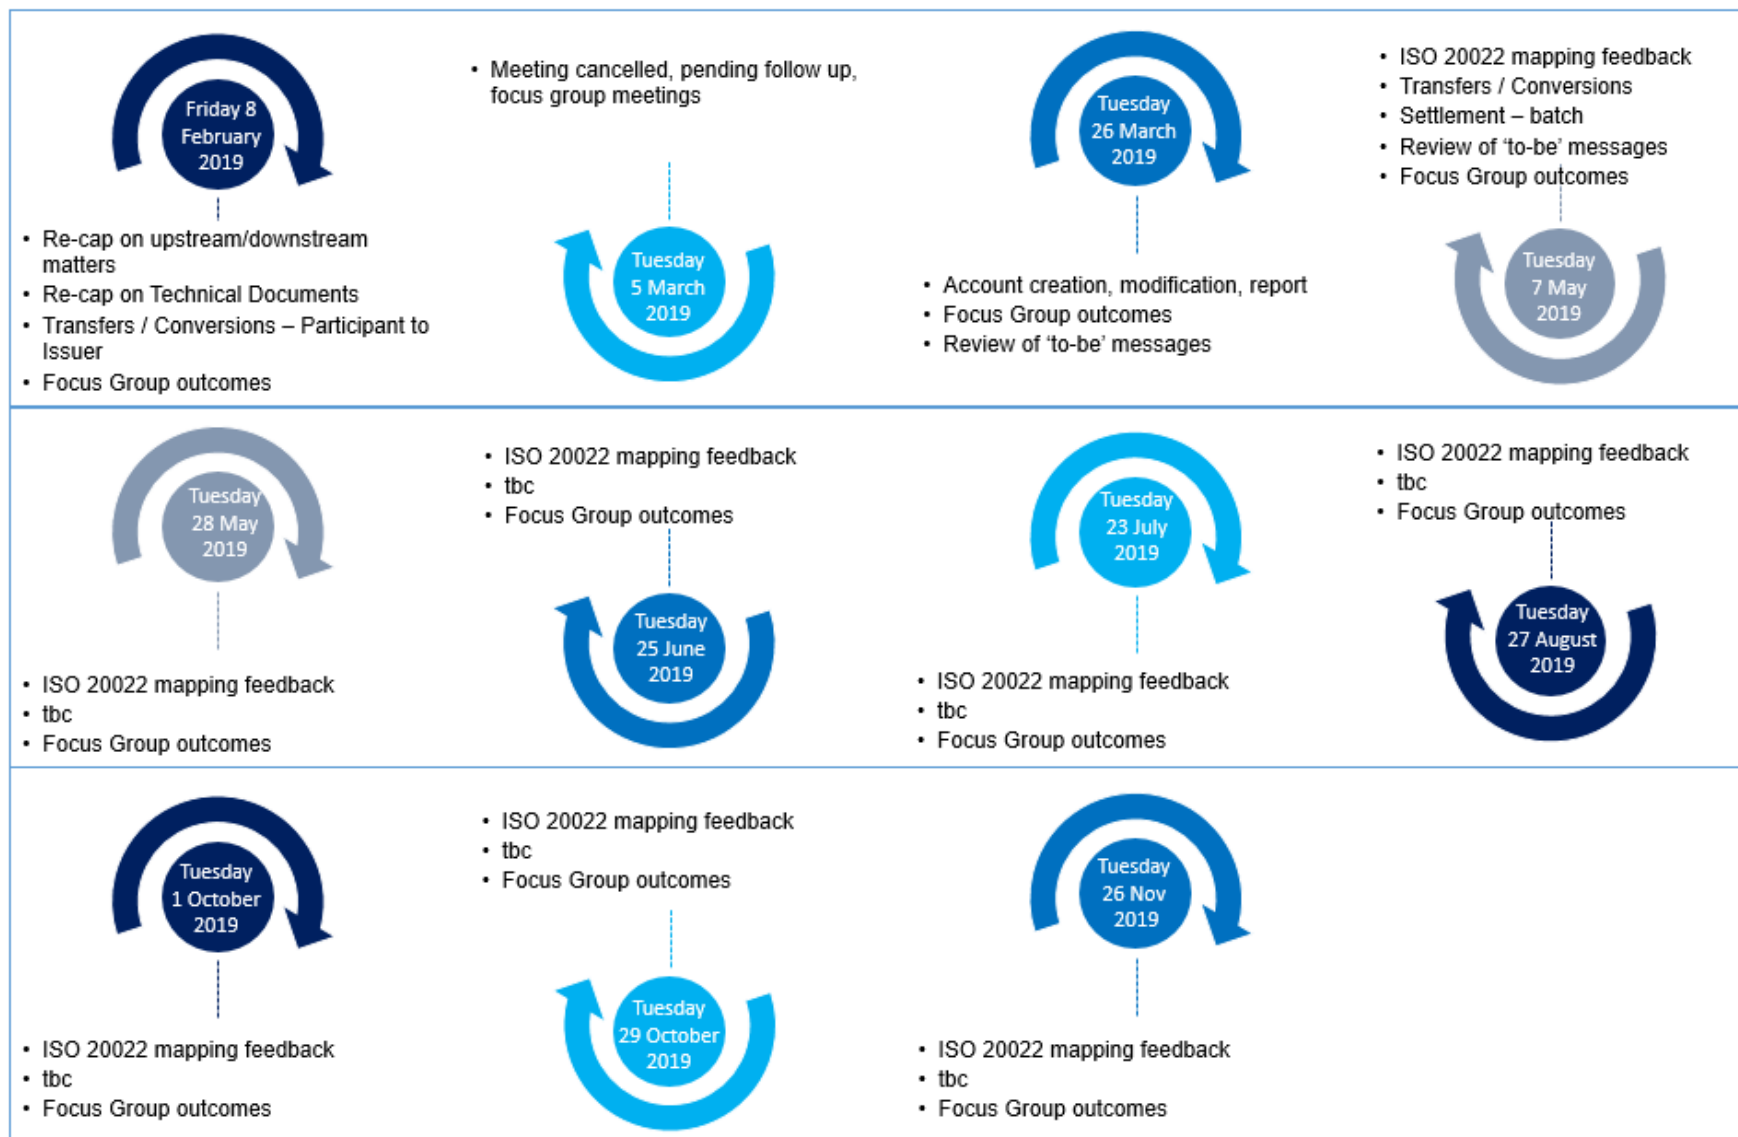 Friday 8
February
2019
• Re-cap on upstream/downstream
matters
• Re-cap on Technical Documents
• Transfers / Conversions – Participant to
Issuer
• Focus Group outcomes
• Meeting cancelled, pending follow up,
focus group meetings
Tuesday
5 March
2019
Tuesday
26 March
2019
• Account creation, modification, report
• Focus Group outcomes
• Review of ‘to-be’ messages
• ISO 20022 mapping feedback
• Transfers / Conversions
• Settlement – batch
• Review of ‘to-be’ messages
• Focus Group outcomes
Tuesday
7 May
2019
Tuesday
28 May
2019
• ISO 20022 mapping feedback
• tbc
• Focus Group outcomes
• ISO 20022 mapping feedback
• tbc
• Focus Group outcomes
Tuesday
25 June
2019
Tuesday
23 July
2019
• ISO 20022 mapping feedback
• tbc
• Focus Group outcomes
• ISO 20022 mapping feedback
• tbc
• Focus Group outcomes
Tuesday
27 August
2019
Tuesday
1 October
2019
• ISO 20022 mapping feedback
• tbc
• Focus Group outcomes
• ISO 20022 mapping feedback
• tbc
• Focus Group outcomes
Tuesday
29 October
2019
Tuesday
26 Nov
2019
• ISO 20022 mapping feedback
• tbc
• Focus Group outcomes